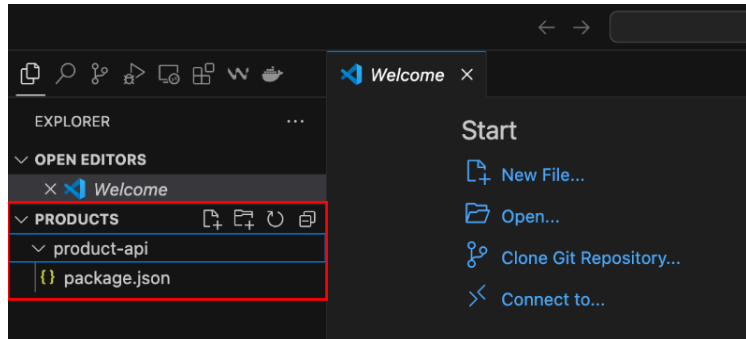 Welcome
EXPLORER
Start
OPEN EDITORS
New File...
Welcome
PRODUCTS
Open...
product-api
Clone Git Repository...
{} package.json
Connect to...